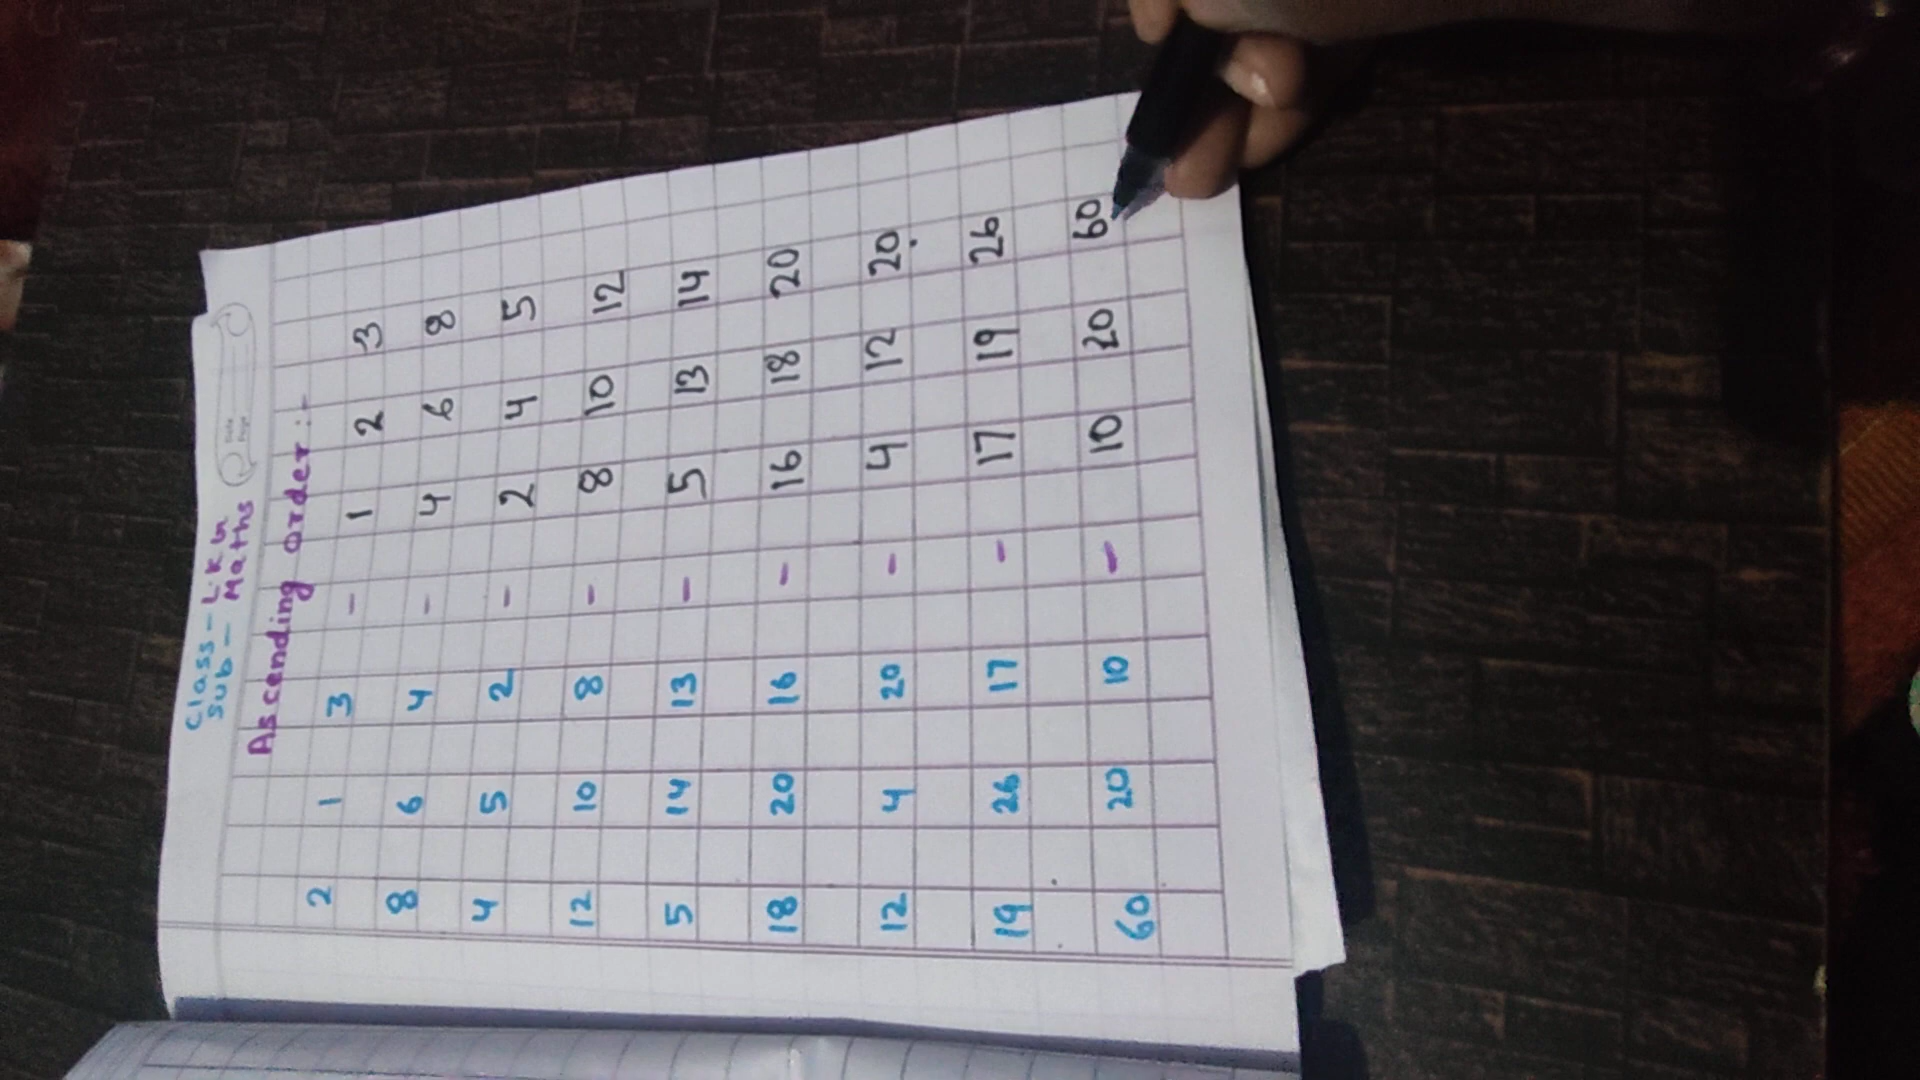 Class - L.K.G
Sub - Maths
Date
Page
Ascending order :-
2 1 3 - 1 2 3
8 6 4 - 4 6 8
4 5 2 - 2 4 5
12 10 8 - 8 10 12
5 14 13 - 5 13 14
18 20 16 - 16 18 20
12 4 20 - 4 12 20
19 26 17 - 17 19 26
60 20 10 - 10 20 60